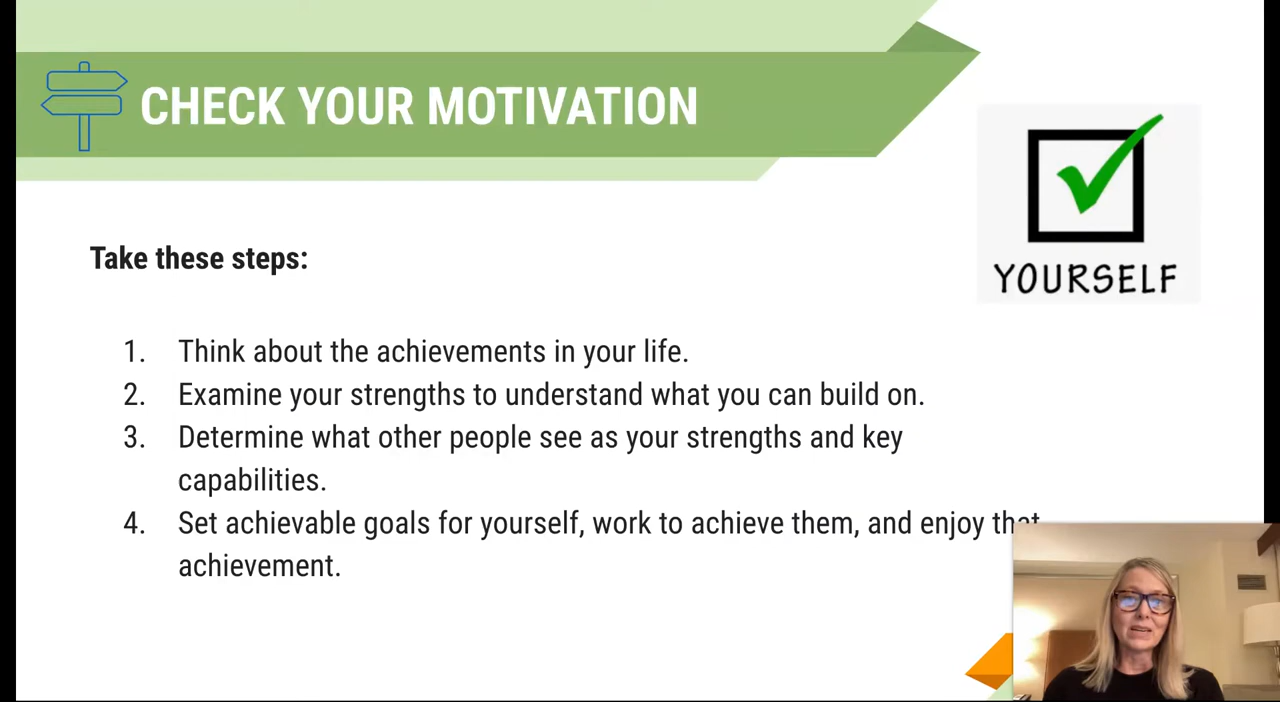 CHECK YOUR MOTIVATION
YOURSELF
Take these steps:
1. Think about the achievements in your life.
2. Examine your strengths to understand what you can build on.
3. Determine what other people see as your strengths and key
capabilities.
4. Set achievable goals for yourself, work to achieve them, and enjoy that
achievement.